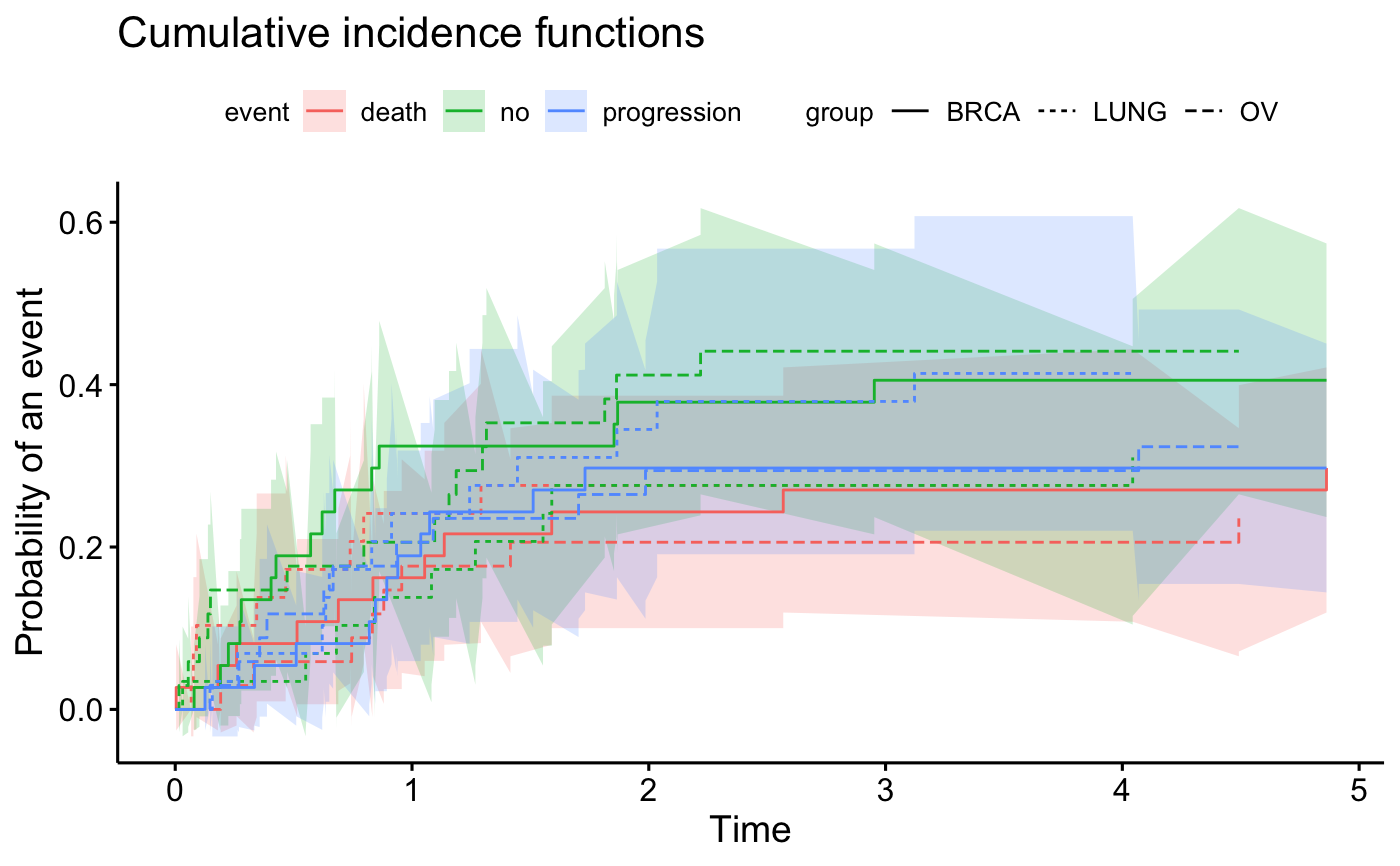 Cumulative incidence functions
event death no progression group BRCA LUNG OV
Probability of an event
0.6
0.4
0.2
0.0
0 1 2 3 4 5
Time